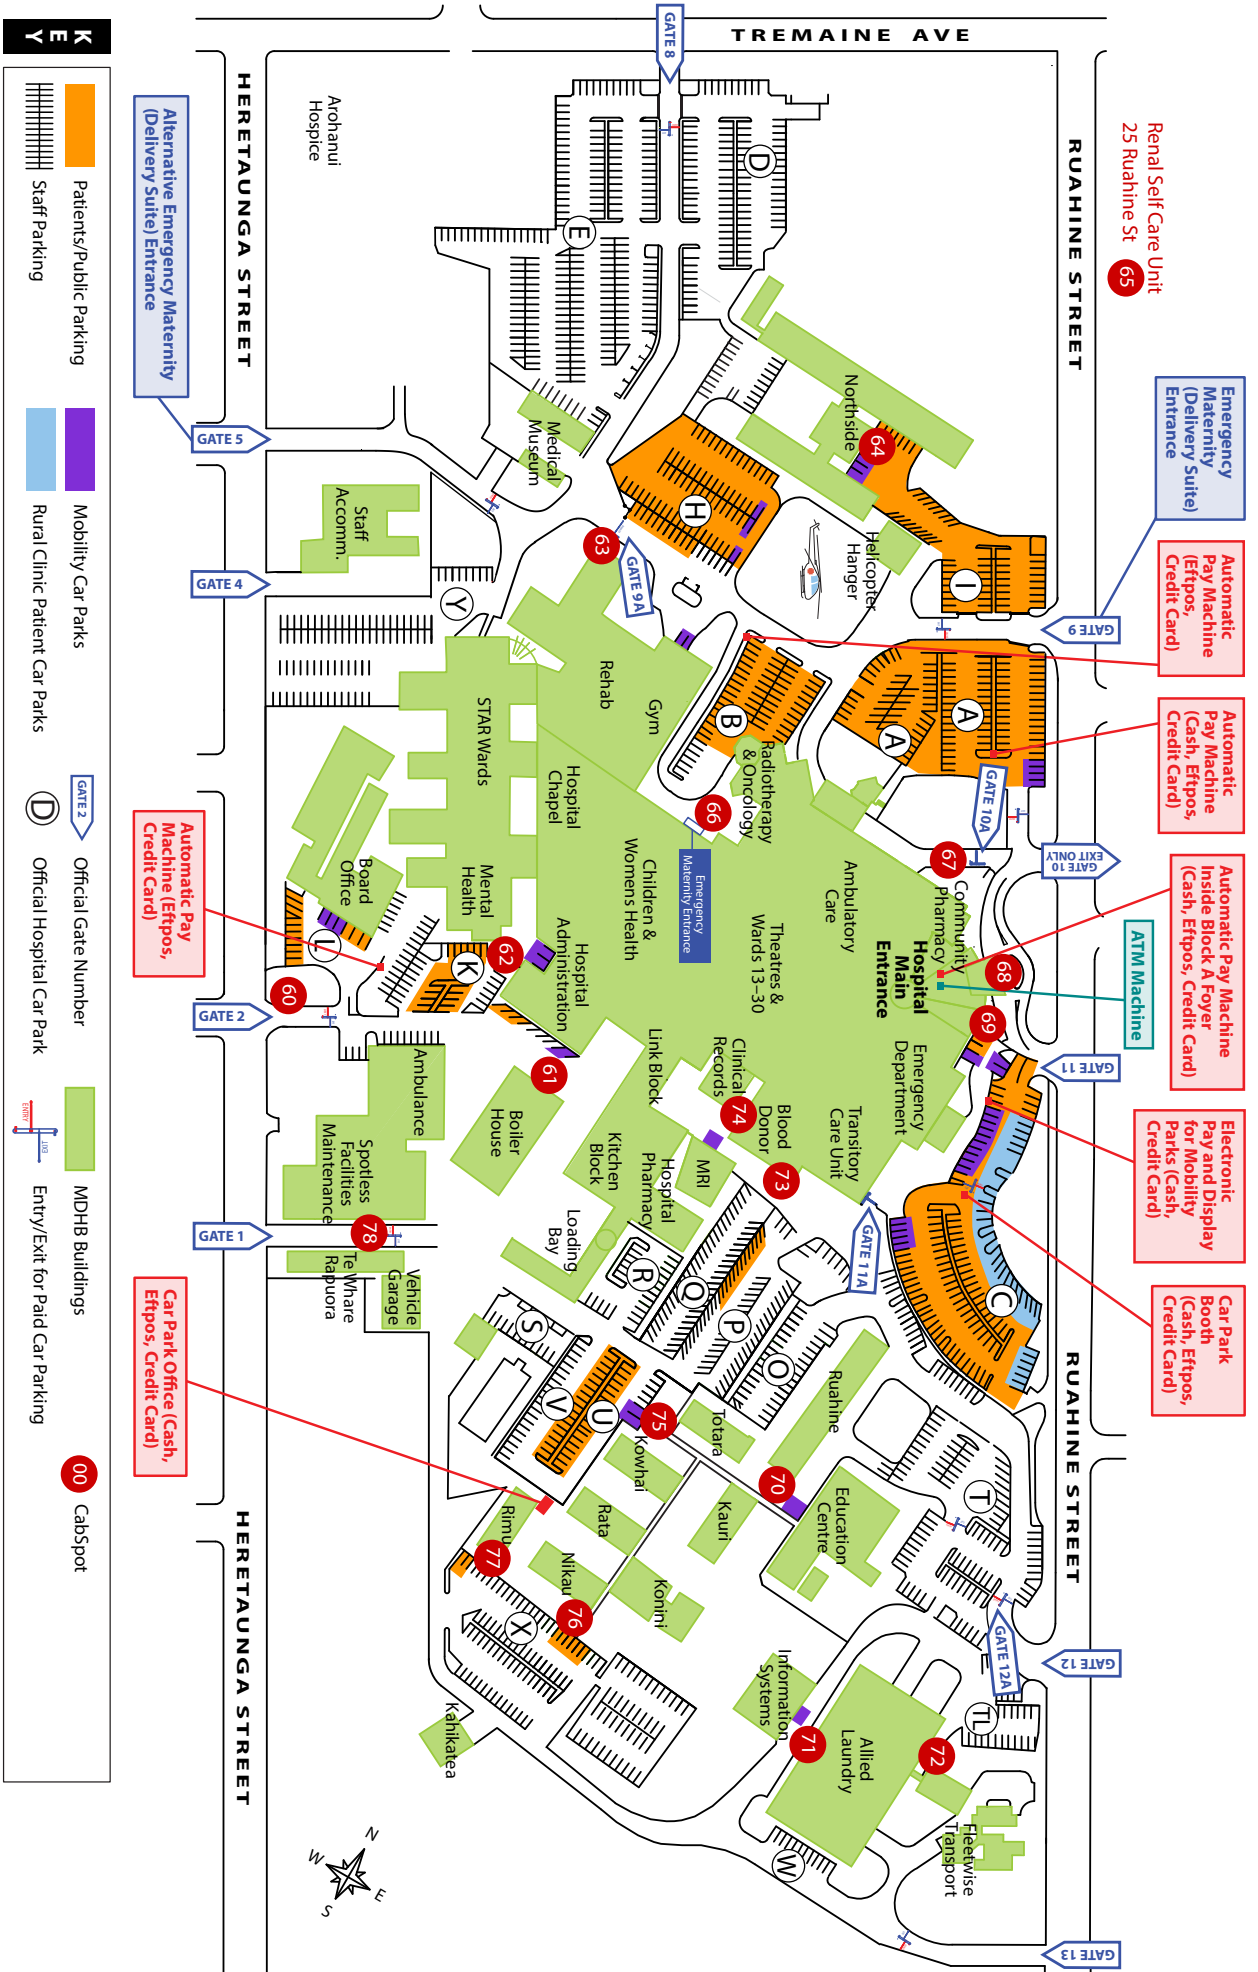 TREMAINE AVE
RUAHINE STREET
RUAHINE STREET
HERETAUNGA STREET
HERETAUNGA STREET
Renal Self Care Unit
25 Ruahine St
65
Emergency
Maternity
(Delivery Suite)
Entrance
Automatic
Pay Machine
(Eftpos,
Credit Card)
Automatic
Pay Machine
(Cash, Eftpos,
Credit Card)
Automatic Pay Machine
Inside Block A Foyer
(Cash, Eftpos, Credit Card)
ATM Machine
Electronic
Pay and Display
for Mobility
Parks (Cash,
Credit Card)
Car Park
Booth
(Cash, Eftpos,
Credit Card)
GATE 8
GATE 9
GATE 10
EXIT ONLY
GATE 11
GATE 12
GATE 13
GATE 9A
GATE 10A
GATE 11A
GATE 12A
D
E
H
I
A
A
B
C
T
TL
O
P
Q
R
S
V
U
X
W
Y
L
K
Northside
64
Helicopter
Hanger
63
Medical
Museum
Arohanui
Hospice
Staff
Accomm.
Rehab
Gym
STAR Wards
Hospital
Chapel
Radiotherapy
& Oncology
66
Emergency
Maternity Entrance
Children &
Womens Health
Ambulatory
Care
67
Community
Pharmacy
68
Hospital
Main
Entrance
69
Theatres &
Wards 13–30
Emergency
Department
Transitory
Care Unit
Clinical
Records
74
Blood
Donor
73
MRI
Link Block
Kitchen
Block
Hospital
Pharmacy
Loading
Bay
Mental
Health
62
Hospital
Administration
61
Boiler
House
Board
Office
60
Ambulance
Spotless
Facilities
Maintenance
78
Vehicle
Garage
Te Whare
Rapuora
Ruahine
Totara
75
Kowhai
70
Education
Centre
Kauri
Rata
Rimu
77
Nikau
76
Konini
Kahikatea
Information
Systems
71
Allied
Laundry
72
Fleetwise
Transport
N
E
S
W
GATE 5
GATE 4
GATE 2
GATE 1
Alternative Emergency Maternity
(Delivery Suite) Entrance
Automatic Pay
Machine (Eftpos,
Credit Card)
Car Park Office (Cash,
Eftpos, Credit Card)
KEY
Patients/Public Parking
Staff Parking
Mobility Car Parks
Rural Clinic Patient Car Parks
GATE 2
Official Gate Number
D
Official Hospital Car Park
MDHB Buildings
ENTRY
EXIT
Entry/Exit for Paid Car Parking
00
CabSpot